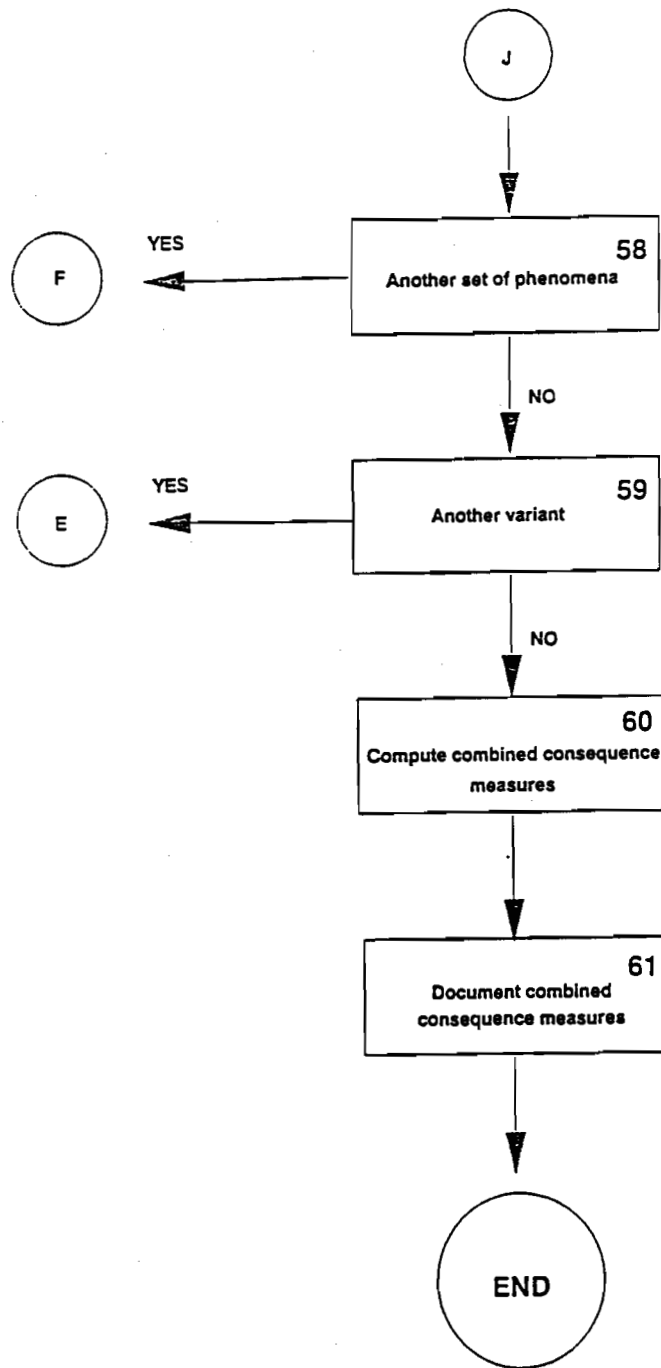 J
58
Another set of phenomena
YES
F
NO
59
Another variant
YES
E
NO
60
Compute combined consequence
measures
61
Document combined
consequence measures
END